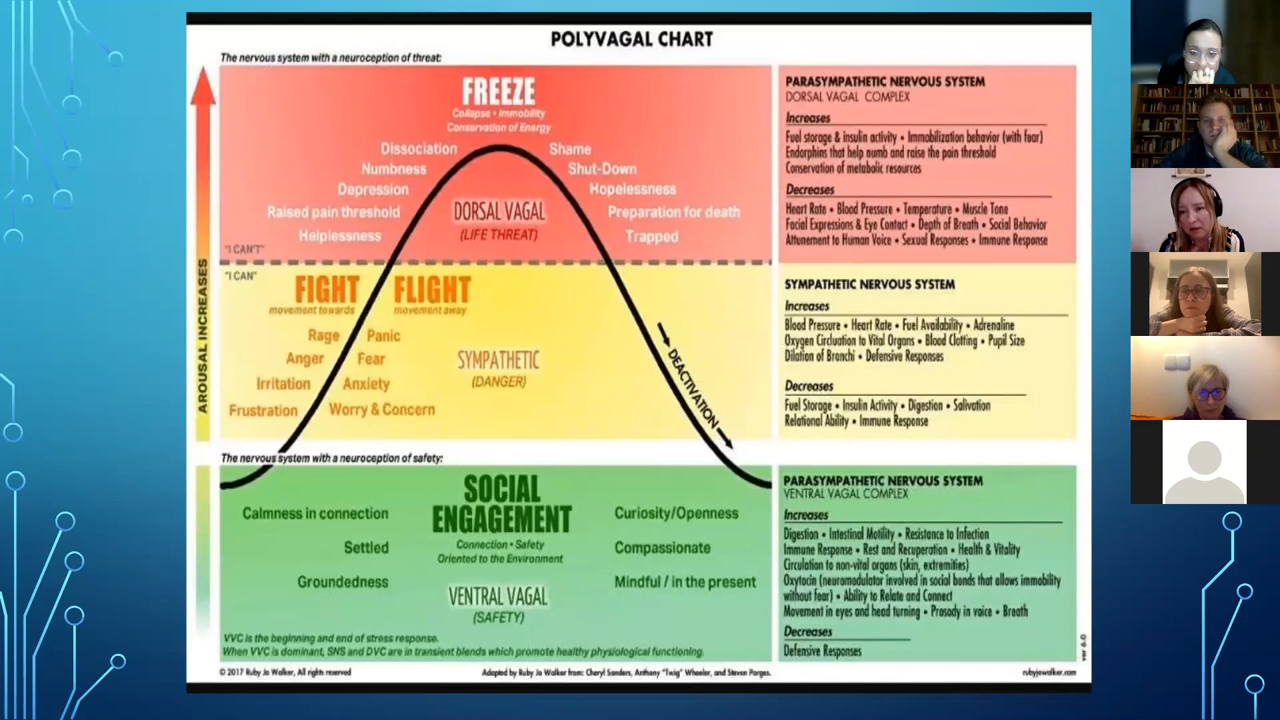 POLYVAGAL CHART
The nervous system with a neuroception of threat:
FREEZE
Collapse • Immobility
Conservation of Energy
Dissociation
Shame
Numbness
Shut-Down
Depression
Hopelessness
Raised pain threshold
DORSAL VAGAL
Preparation for death
Helplessness
(LIFE THREAT)
Trapped
"I CAN'T"
"I CAN"
AROUSAL INCREASES
FIGHT
FLIGHT
movement towards
movement away
Rage
Panic
Anger
Fear
SYMPATHETIC
Irritation
Anxiety
(DANGER)
Frustration
Worry & Concern
DEACTIVATION
The nervous system with a neuroception of safety:
SOCIAL
ENGAGEMENT
Calmness in connection
Curiosity/Openness
Settled
Connection • Safety
Oriented to the Environment
Compassionate
Groundedness
Mindful / in the present
VENTRAL VAGAL
(SAFETY)
VVC is the beginning and end of stress response.
When VVC is dominant, SNS and DVC are in transient blends which promote healthy physiological functioning.
PARASYMPATHETIC NERVOUS SYSTEM
DORSAL VAGAL COMPLEX
Increases
Fuel storage & insulin activity • Immobilization behavior (with fear)
Endorphins that help numb and raise the pain threshold
Conservation of metabolic resources
Decreases
Heart Rate • Blood Pressure • Temperature • Muscle Tone
Facial Expressions & Eye Contact • Depth of Breath • Social Behavior
Attunement to Human Voice • Sexual Responses • Immune Response
SYMPATHETIC NERVOUS SYSTEM
Increases
Blood Pressure • Heart Rate • Fuel Availability • Adrenaline
Oxygen Circluation to Vital Organs • Blood Clotting • Pupil Size
Dilation of Bronchi • Defensive Responses
Decreases
Fuel Storage • Insulin Activity • Digestion • Salivation
Relational Ability • Immune Response
PARASYMPATHETIC NERVOUS SYSTEM
VENTRAL VAGAL COMPLEX
Increases
Digestion • Intestinal Motility • Resistance to Infection
Immune Response • Rest and Recuperation • Health & Vitality
Circulation to non-vital organs (skin, extremities)
Oxytocin (neuromodulator involved in social bonds that allows immobility
without fear) • Ability to Relate and Connect
Movement in eyes and head turning • Prosody in voice • Breath
Decreases
Defensive Responses
ver 6.0
© 2017 Ruby Jo Walker, All rights reserved
Adapted by Ruby Jo Walker from: Cheryl Sanders, Anthony "Twig" Wheeler, and Steven Porges.
rubyjowalker.com